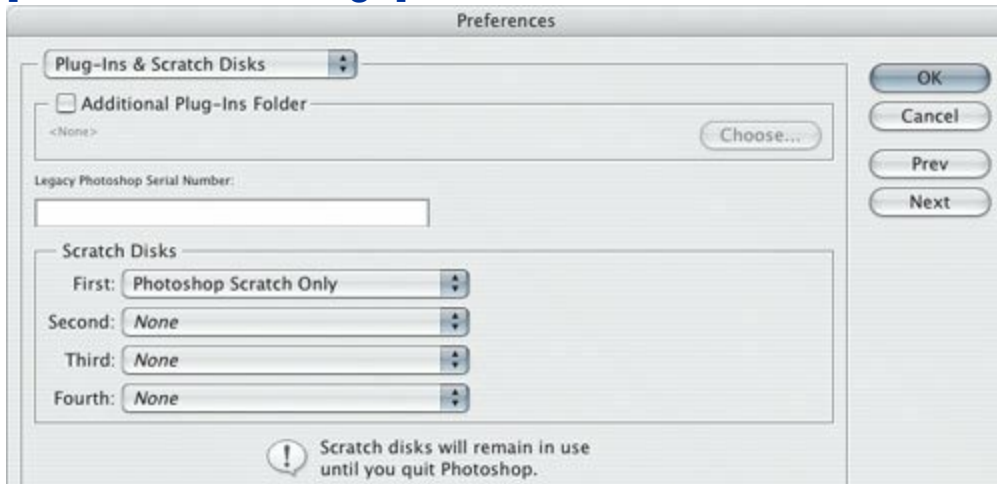 Preferences
Plug-Ins & Scratch Disks
OK
Additional Plug-Ins Folder
Cancel
<None>
Choose...
Prev
Legacy Photoshop Serial Number:
Next
Scratch Disks
First: Photoshop Scratch Only
Second: None
Third: None
Fourth: None
Scratch disks will remain in use
until you quit Photoshop.